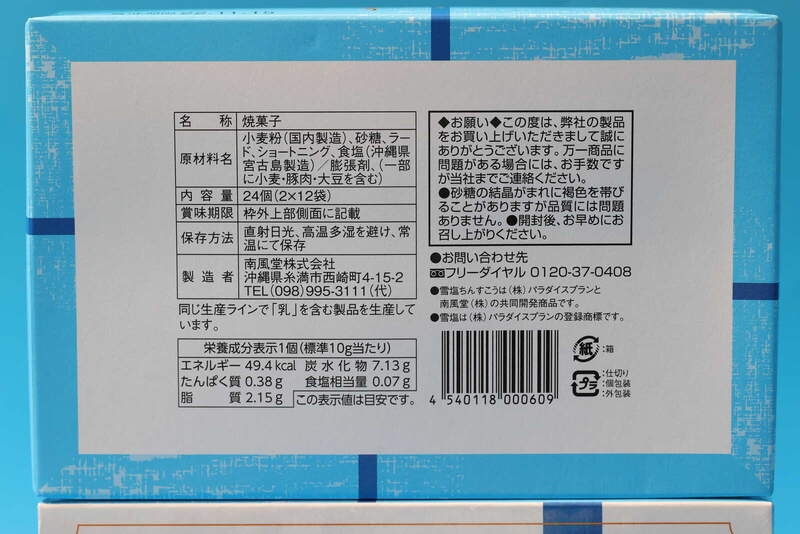 名称 焼菓子
原材料名 小麦粉(国内製造)、砂糖、ラー
ド、ショートニング、食塩(沖縄県
宮古島製造)/膨張剤、(一部
に小麦・豚肉・大豆を含む)
内容量 24個(2×12袋)
賞味期限 枠外上部側面に記載
保存方法 直射日光、高温多湿を避け、常
温にて保存
製造者 南風堂株式会社
沖縄県糸満市西崎町4-15-2
TEL(098)995-3111(代)
同じ生産ラインで「乳」を含む製品を生産して
います。
栄養成分表示1個(標準10g当たり)
エネルギー 49.4kcal 炭水化物 7.13g
たんぱく質 0.38g 食塩相当量 0.07g
脂質 2.15g この表示値は目安です。
◆お願い◆この度は、弊社の製品
をお買い上げいただきまして誠に
ありがとうございます。万一商品に
問題がある場合には、お手数です
が当社までご連絡ください。
●砂糖の結晶がまれに褐色を帯び
ることがありますが品質には問題
ありません。●開封後、お早めにお
召し上がりください。
●お問い合わせ先
フリーダイヤル 0120-37-0408
●雪塩ちんすこうは(株)パラダイスプランと
南風堂(株)の共同開発商品です。
●雪塩は(株)パラダイスプランの登録商標です。
4 540118 000609
紙 :箱
プラ :仕切り
:個包装
:外包装